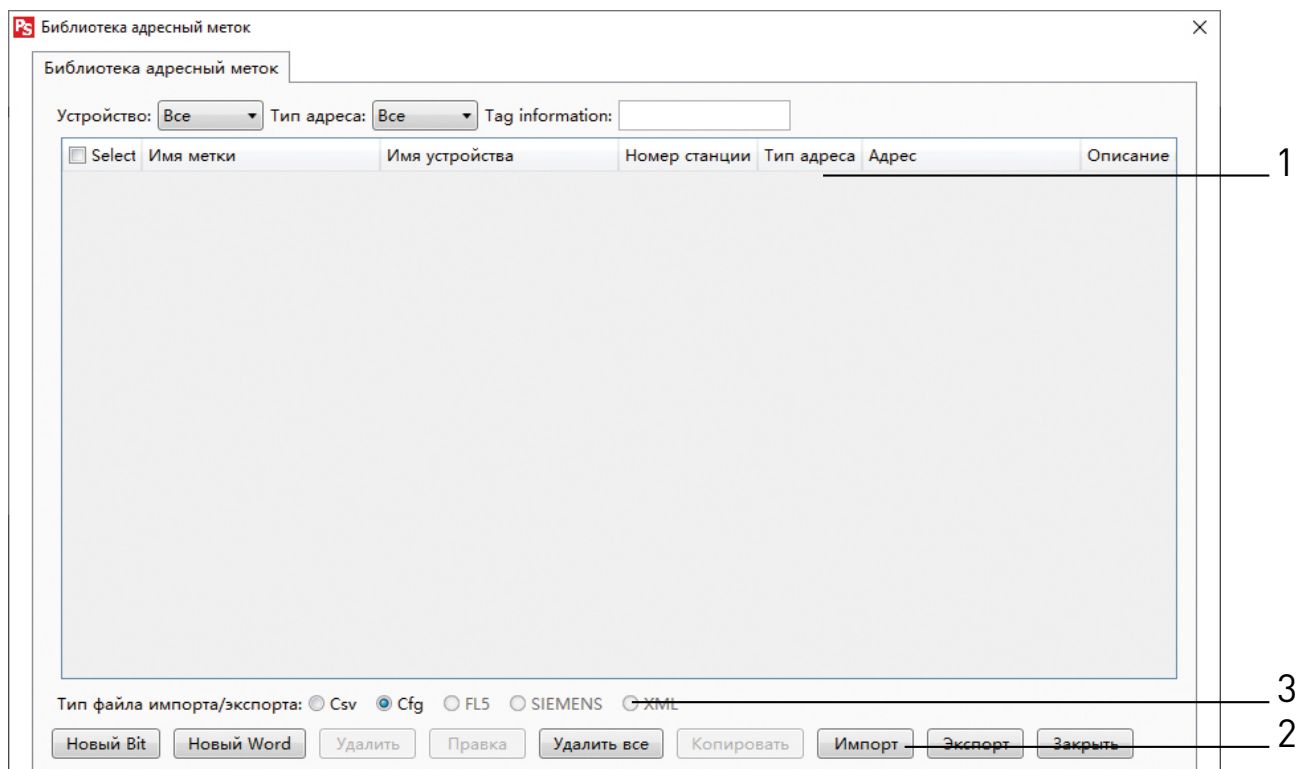 PS Библиотека адресный меток
Библиотека адресный меток
Устройство: Все Тип адреса: Все Tag information:
Select Имя метки Имя устройства Номер станции Тип адреса Адрес Описание
1
Тип файла импорта/экспорта: Csv Cfg FL5 SIEMENS XML
3
Новый Bit Новый Word Удалить Правка Удалить все Копировать Импорт Экспорт Закрыть
2